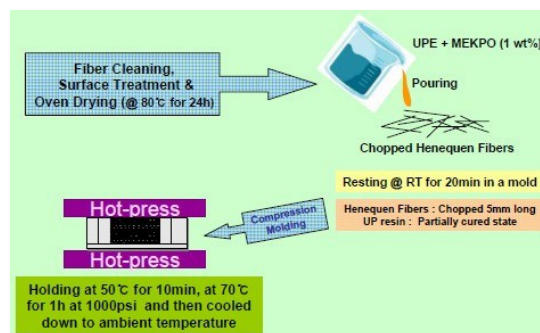 Fiber Cleaning,
Surface Treatment &
Oven Drying (@ 80℃ for 24h)
UPE + MEKPO (1 wt%)
Pouring
Chopped Henequen Fibers
Resting @ RT for 20min in a mold
Henequen Fibers : Chopped 5mm long
UP resin : Partially cured state
Compression
Molding
Hot-press
Hot-press
Holding at 50℃ for 10min, at 70℃
for 1h at 1000psi and then cooled
down to ambient temperature